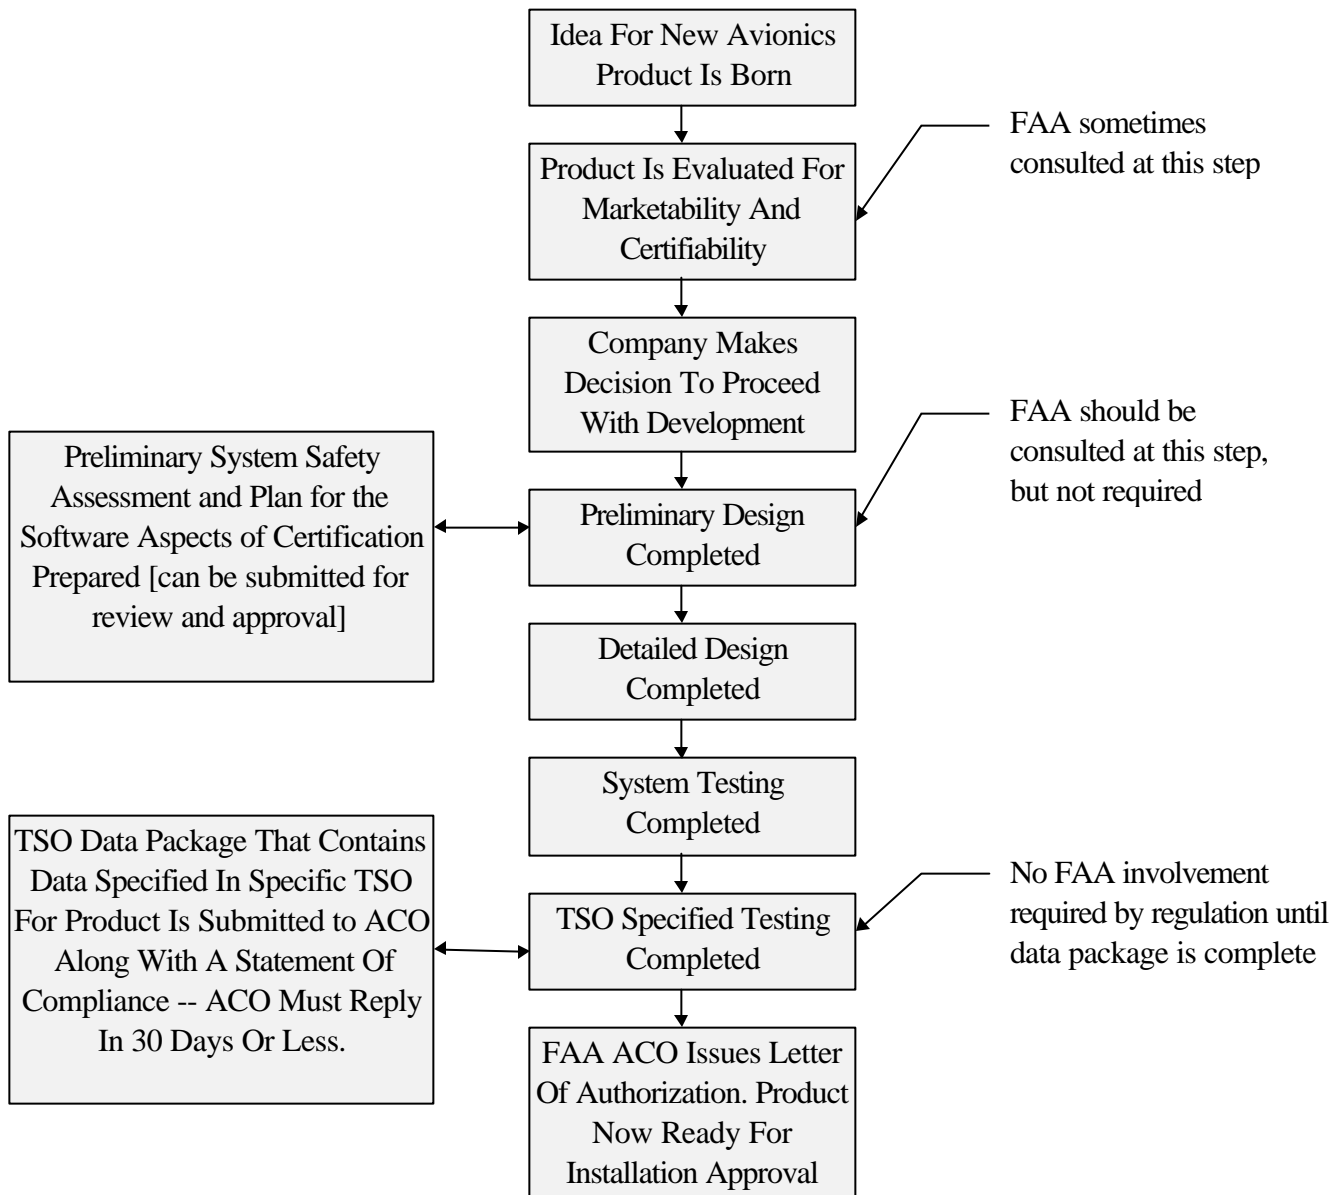 Idea For New Avionics
Product Is Born
FAA sometimes
consulted at this step
Product Is Evaluated For
Marketability And
Certifiability
Company Makes
Decision To Proceed
With Development
FAA should be
consulted at this step,
but not required
Preliminary System Safety
Assessment and Plan for the
Software Aspects of Certification
Prepared [can be submitted for
review and approval]
Preliminary Design
Completed
Detailed Design
Completed
System Testing
Completed
TSO Data Package That Contains
Data Specified In Specific TSO
For Product Is Submitted to ACO
Along With A Statement Of
Compliance -- ACO Must Reply
In 30 Days Or Less.
TSO Specified Testing
Completed
No FAA involvement
required by regulation until
data package is complete
FAA ACO Issues Letter
Of Authorization. Product
Now Ready For
Installation Approval